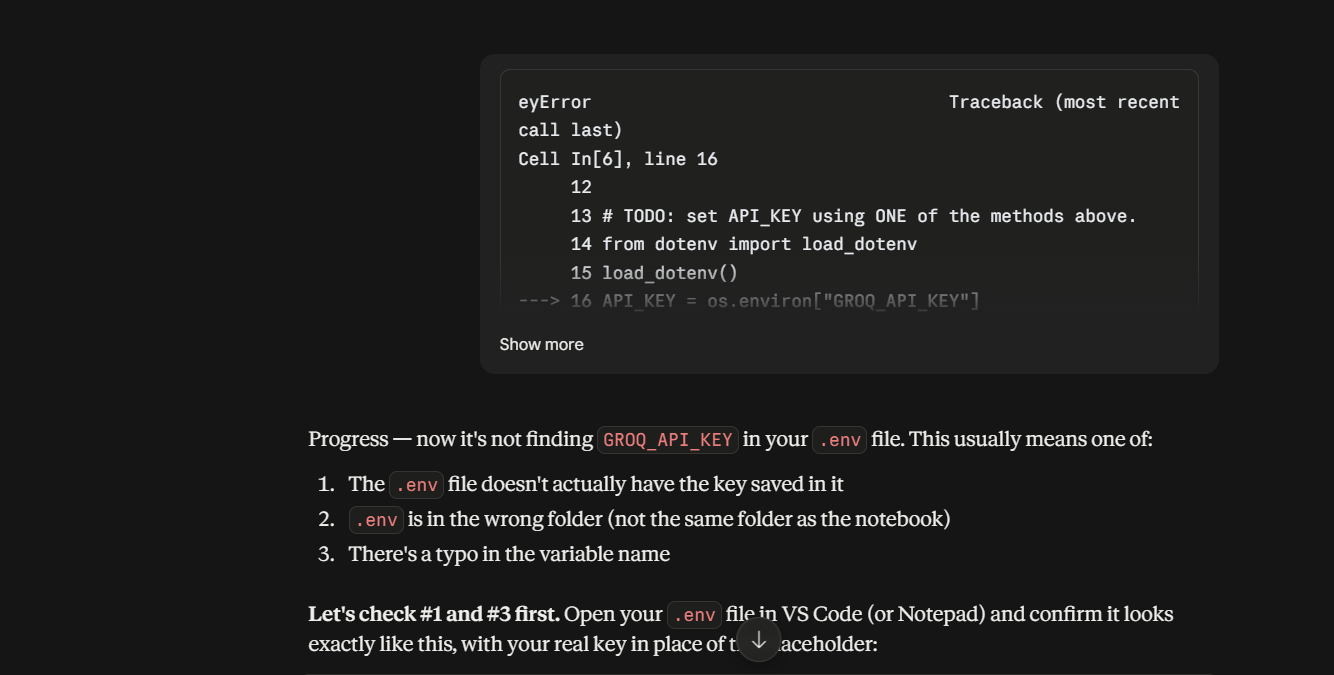 eyError Traceback (most recent
call last)
Cell In[6], line 16
12
13 # TODO: set API_KEY using ONE of the methods above.
14 from dotenv import load_dotenv
15 load_dotenv()
---> 16 API_KEY = os.environ["GROQ_API_KEY"]
Show more
Progress — now it's not finding GROQ_API_KEY in your .env file. This usually means one of:
1. The .env file doesn't actually have the key saved in it
2. .env is in the wrong folder (not the same folder as the notebook)
3. There's a typo in the variable name
Let's check #1 and #3 first. Open your .env file in VS Code (or Notepad) and confirm it looks
exactly like this, with your real key in place of t aceholder: